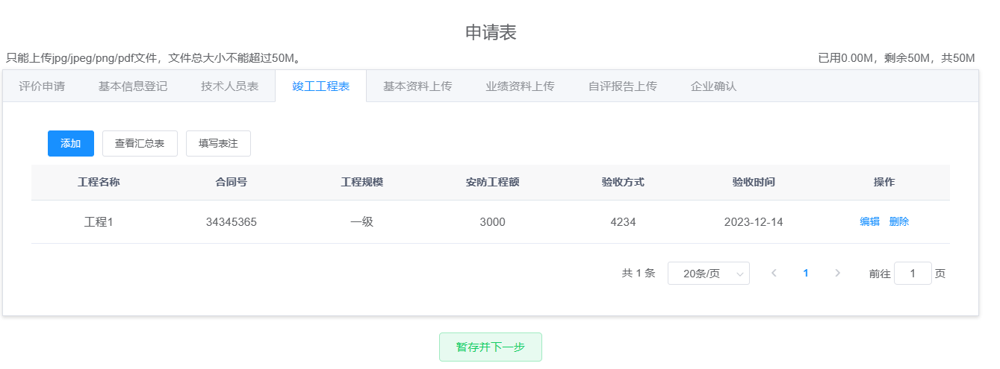 申请表
只能上传jpg/jpeg/png/pdf文件，文件总大小不能超过50M。 已用0.00M，剩余50M，共50M
评价申请 基本信息登记 技术人员表 竣工工程表 基本资料上传 业绩资料上传 自评报告上传 企业确认
添加 查看汇总表 填写表注
工程名称 合同号 工程规模 安防工程额 验收方式 验收时间 操作
工程1 34345365 一级 3000 4234 2023-12-14 编辑 删除
共 1 条 20条/页 1 前往 1 页
暂存并下一步